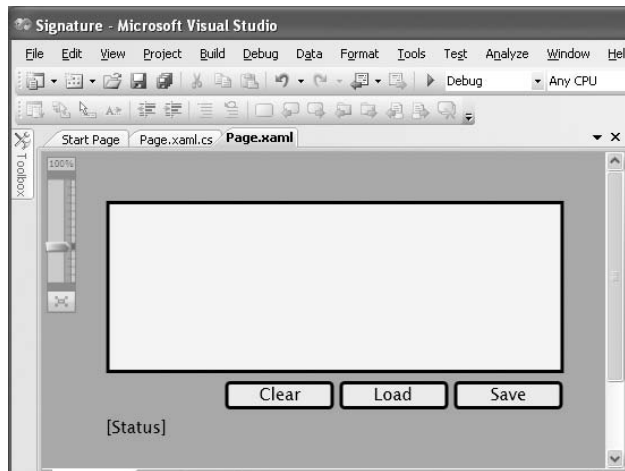 Signature - Microsoft Visual Studio
File Edit View Project Build Debug Data Format Tools Test Analyze Window Hel
Debug Any CPU
Start Page Page.xaml.cs Page.xaml
Toolbox
100%
Clear Load Save
[Status]